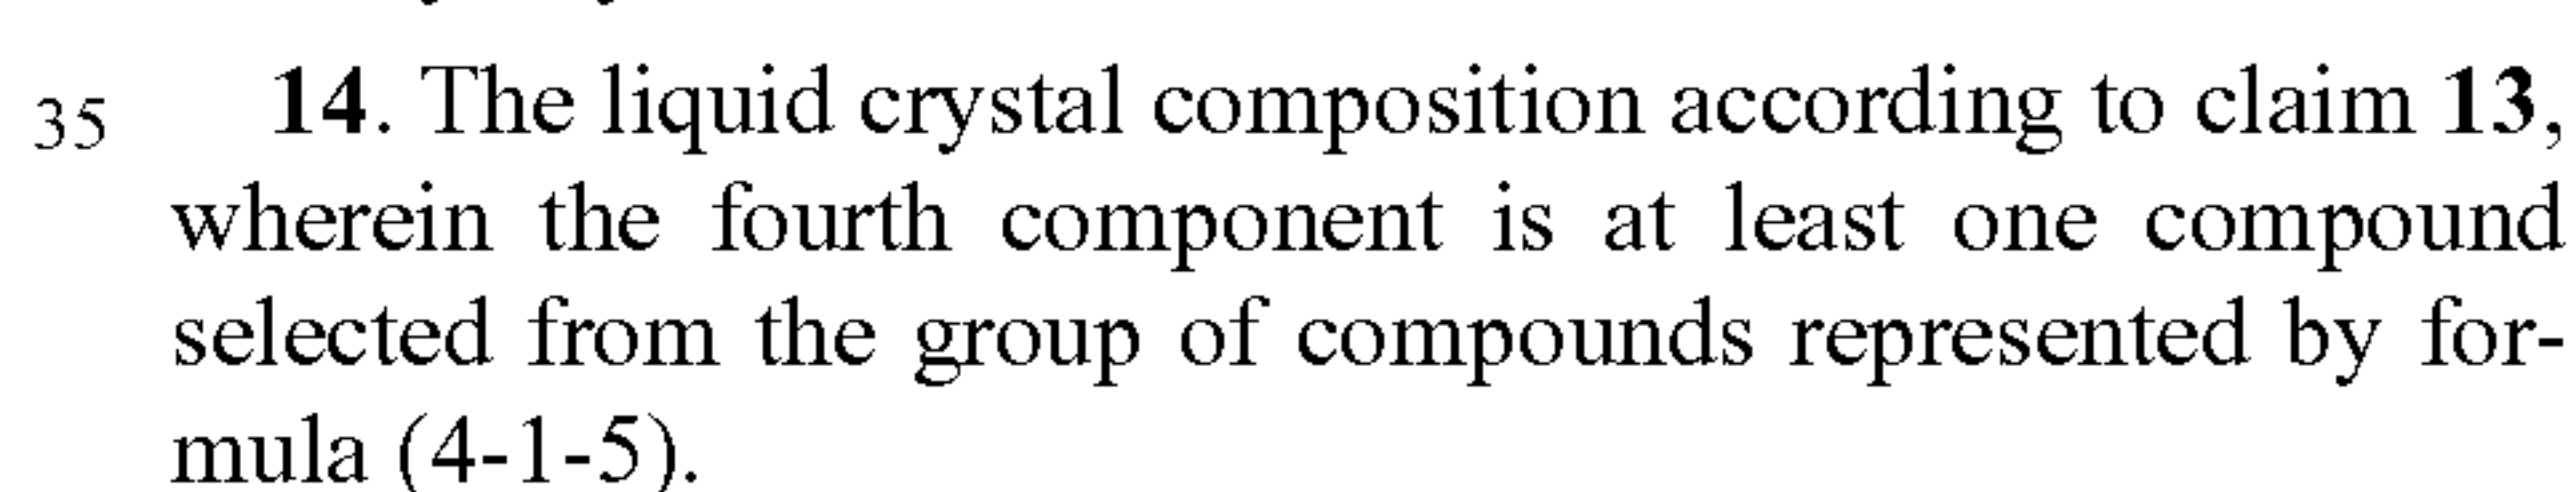 35 14. The liquid crystal composition according to claim 13,
wherein the fourth component is at least one compound
selected from the group of compounds represented by for-
mula (4-1-5).